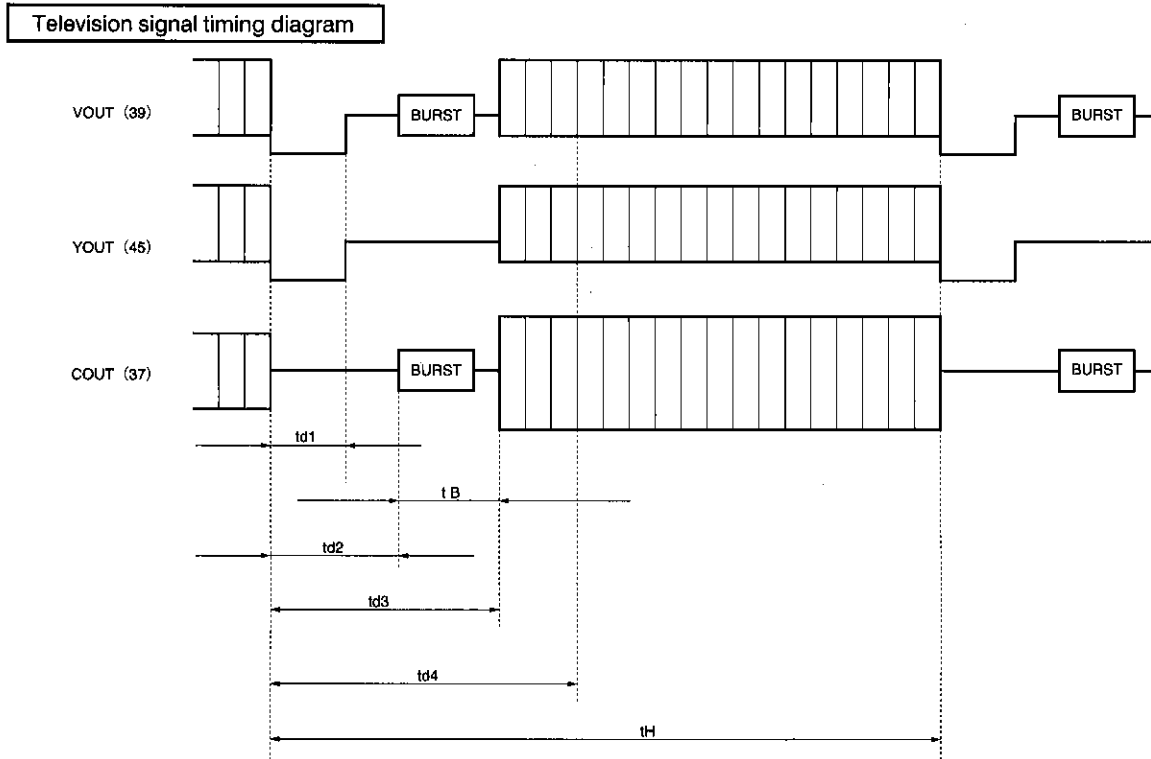 Television signal timing diagram
VOUT (39)
BURST
BURST
YOUT (45)
COUT (37)
BURST
BURST
td1
t B
td2
td3
td4
tH